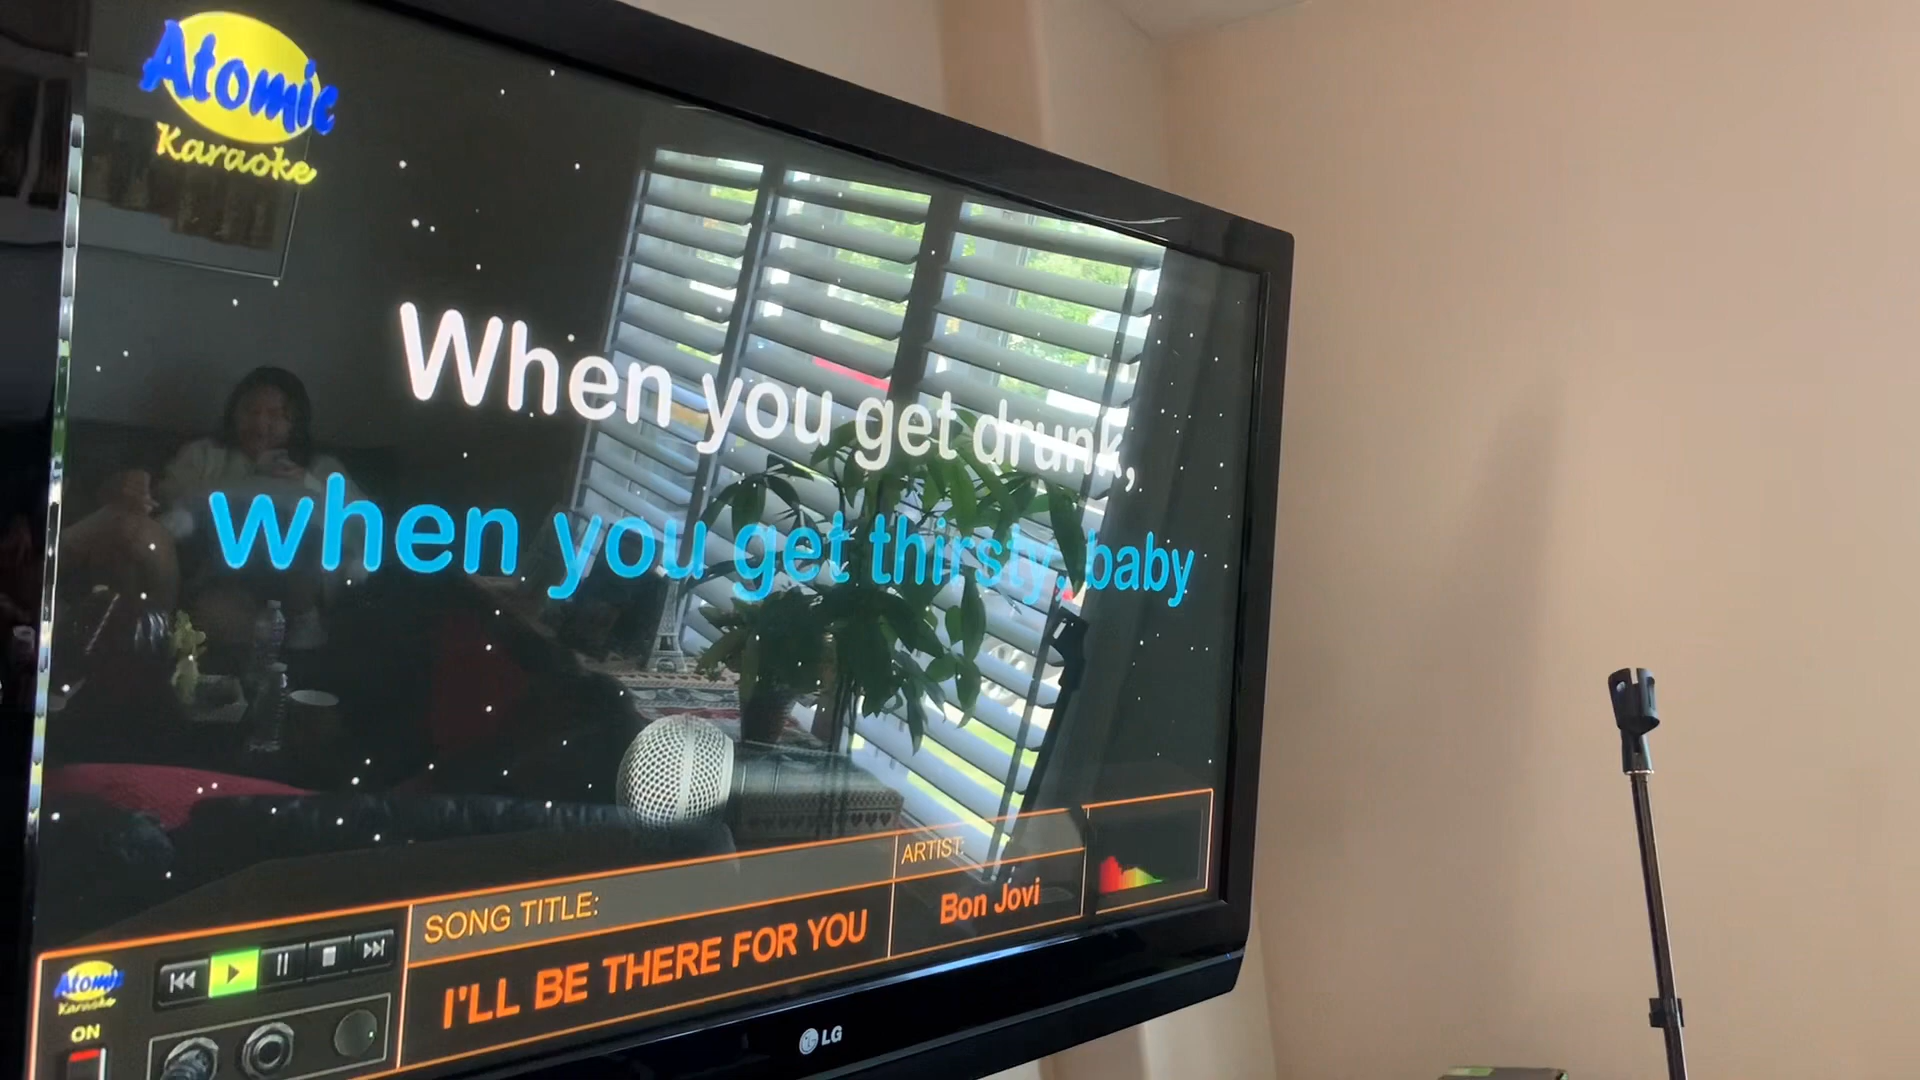 Atomic
Karaoke
When you get drunk,
when you get thirsty, baby
SONG TITLE:
ARTIST:
I'LL BE THERE FOR YOU
Bon Jovi
Atomic
Karaoke
ON
LG